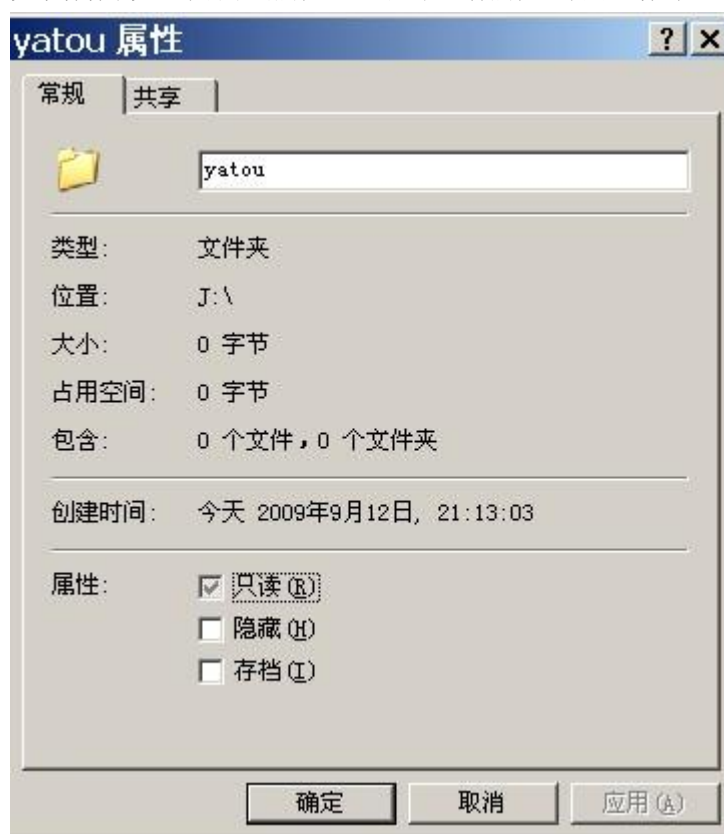 yatou 属性
常规 共享
yatou
类型: 文件夹
位置: J:\
大小: 0 字节
占用空间: 0 字节
包含: 0 个文件，0 个文件夹
创建时间: 今天 2009年9月12日, 21:13:03
属性: 只读(R)
隐藏(H)
存档(I)
确定 取消 应用(A)